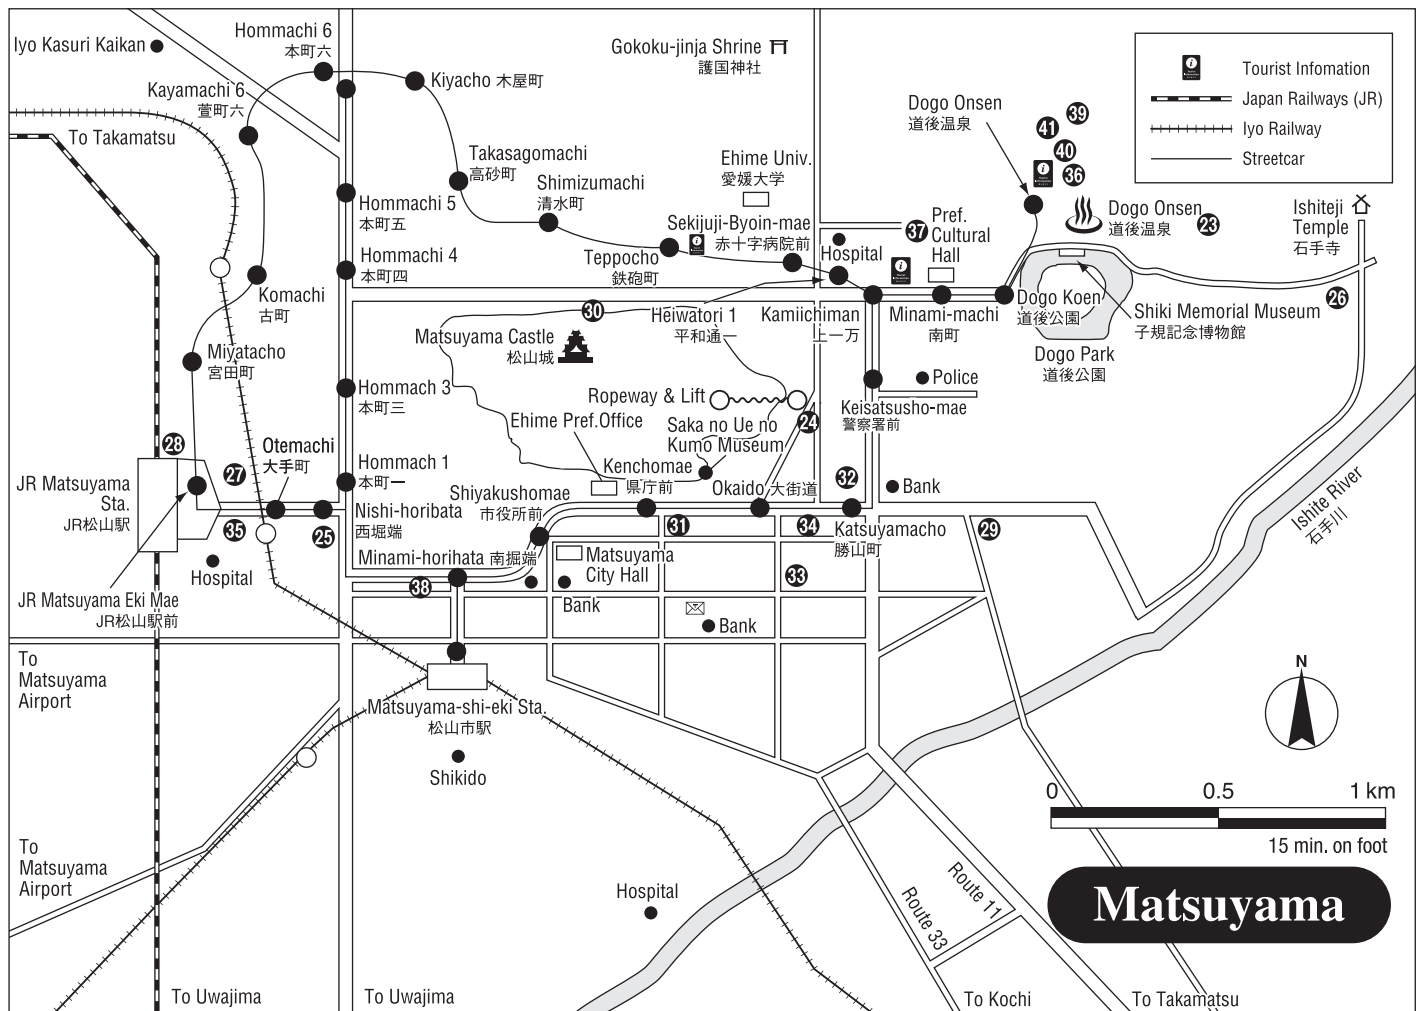 Hommachi 6
本町六
Iyo Kasuri Kaikan
Kiyacho 木屋町
Gokoku-jinja Shrine
護国神社
Kayamachi 6
萱町六
To Takamatsu
Takasagomachi
高砂町
Shimizumachi
清水町
Ehime Univ.
愛媛大学
Dogo Onsen
道後温泉
39
41
40
36
i
Tourist Infomation
Japan Railways (JR)
Iyo Railway
Streetcar
Hommachi 5
本町五
Sekijuji-Byoin-mae
赤十字病院前
Teppocho
鉄砲町
i
Hospital
37
Pref.
Cultural
Hall
i
i
Dogo Onsen
道後温泉
23
Ishiteji
Temple
石手寺
Hommachi 4
本町四
Komachi
古町
30
Heiwatori 1
平和通一
Kamiichiman
上一万
Minami-machi
南町
Dogo Koen
道後公園
Shiki Memorial Museum
子規記念博物館
26
Matsuyama Castle
松山城
Miyatacho
宮田町
Dogo Park
道後公園
Hommach 3
本町三
Ropeway & Lift
Police
Keisatsusho-mae
警察署前
24
Ehime Pref.Office
Saka no Ue no
Kumo Museum
28
27
Otemachi
大手町
Hommach 1
本町一
Kenchomae
県庁前
Okaido 大街道
32
Bank
JR Matsuyama
Sta.
JR松山駅
Shiyakushomae
市役所前
Nishi-horibata
西堀端
35
25
31
34
Katsuyamacho
勝山町
29
Ishite River
石手川
Minami-horibata 南掘端
Matsuyama
City Hall
Hospital
38
33
Bank
JR Matsuyama Eki Mae
JR松山駅前
Bank
To
Matsuyama
Airport
N
Matsuyama-shi-eki Sta.
松山市駅
Shikido
0 0.5 1 km
15 min. on foot
To
Matsuyama
Airport
Hospital
Route 11
Route 33
Matsuyama
To Uwajima
To Uwajima
To Kochi
To Takamatsu